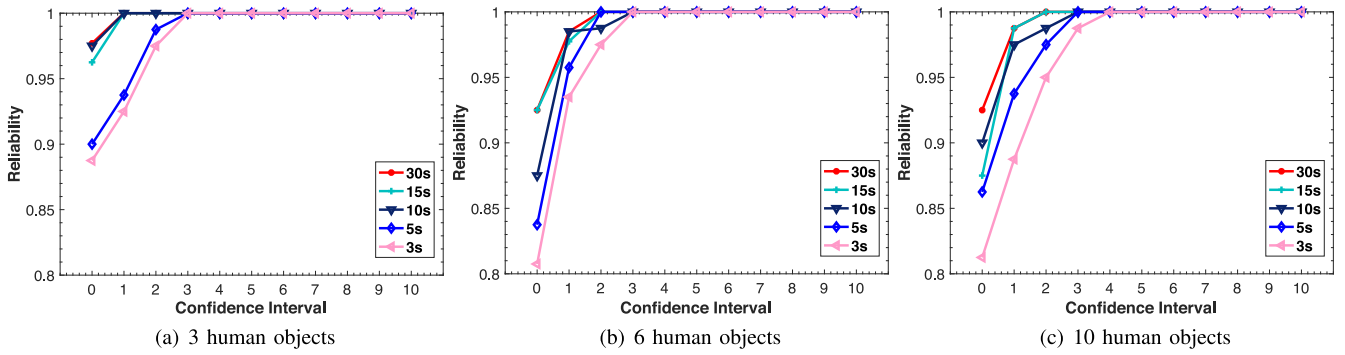 1
0.95
0.9
0.85
0.8
Reliability
0 1 2 3 4 5 6 7 8 9 10
Confidence Interval
30s
15s
10s
5s
3s
(a) 3 human objects
1
0.95
0.9
0.85
0.8
Reliability
0 1 2 3 4 5 6 7 8 9 10
Confidence Interval
30s
15s
10s
5s
3s
(b) 6 human objects
1
0.95
0.9
0.85
0.8
Reliability
0 1 2 3 4 5 6 7 8 9 10
Confidence Interval
30s
15s
10s
5s
3s
(c) 10 human objects